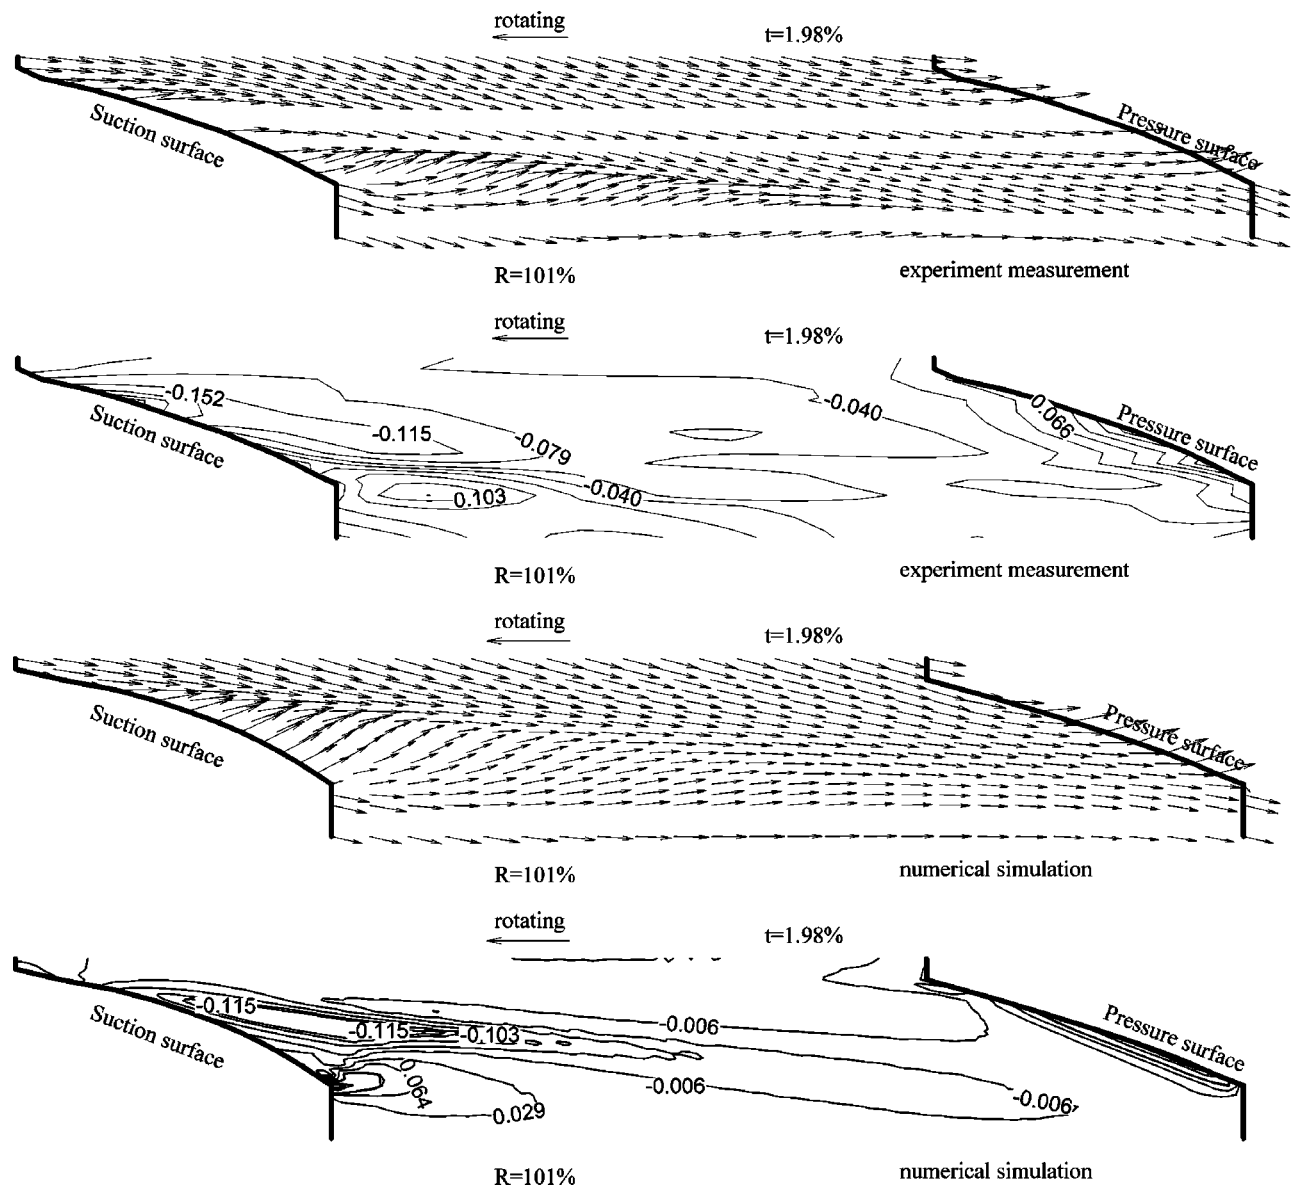 rotating
t=1.98%
Suction surface
Pressure surface
R=101%
experiment measurement
rotating
t=1.98%
-0.152
-0.040
0.066
Pressure surface
Suction surface
-0.115
-0.079
0.103
-0.040
R=101%
experiment measurement
rotating
t=1.98%
Suction surface
Pressure surface
R=101%
numerical simulation
rotating
t=1.98%
-0.115
Suction surface
-0.115
-0.103
-0.006
Pressure surface
0.064
-0.006
-0.006
0.029
R=101%
numerical simulation